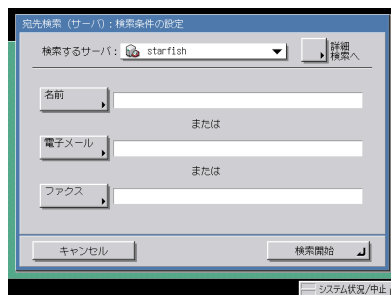 宛先検索（サーバ）：検索条件の設定
検索するサーバ： starfish
詳細
検索へ
名前
または
電子メール
または
ファクス
キャンセル
検索開始
システム状況/中止